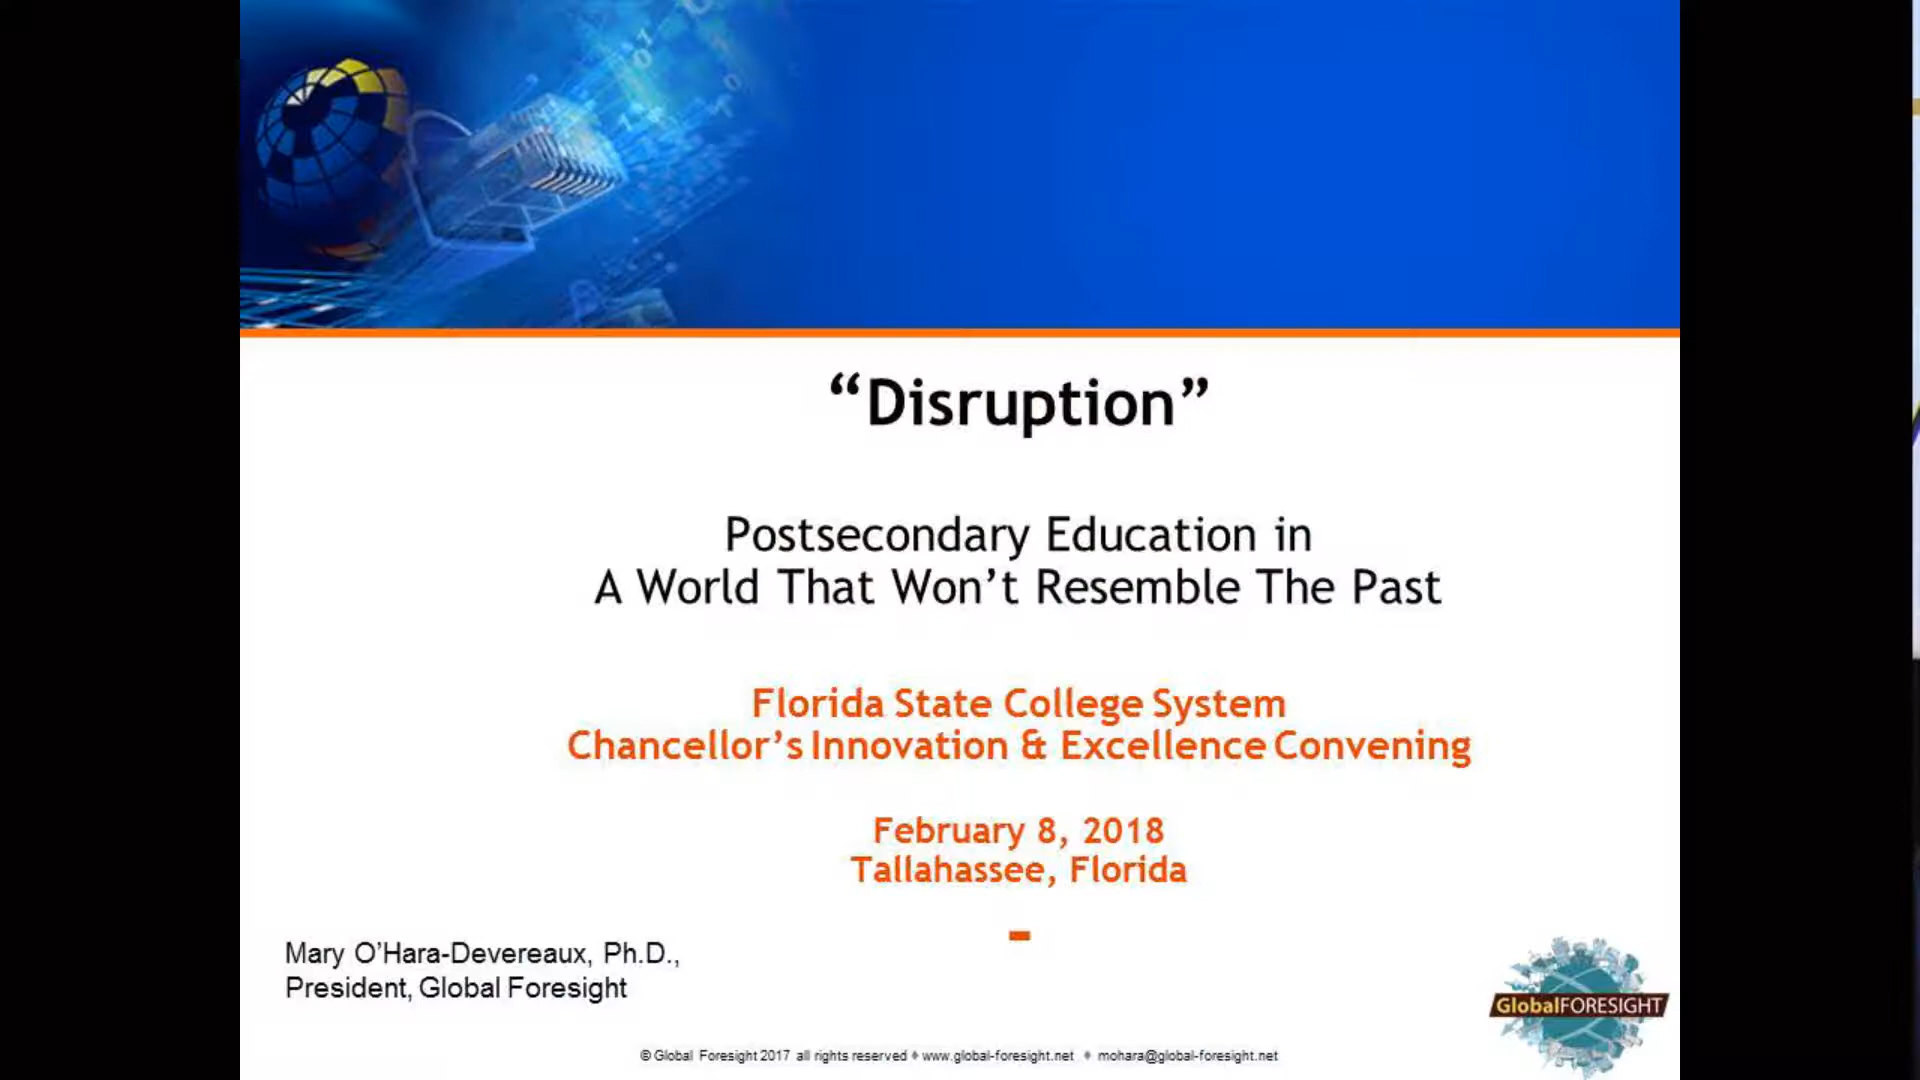 “Disruption”
Postsecondary Education in
A World That Won’t Resemble The Past
Florida State College System
Chancellor’s Innovation & Excellence Convening
February 8, 2018
Tallahassee, Florida
-
Mary O’Hara-Devereaux, Ph.D.,
President, Global Foresight
GlobalFORESIGHT
© Global Foresight 2017 all rights reserved ♦ www.global-foresight.net ♦ mohara@global-foresight.net